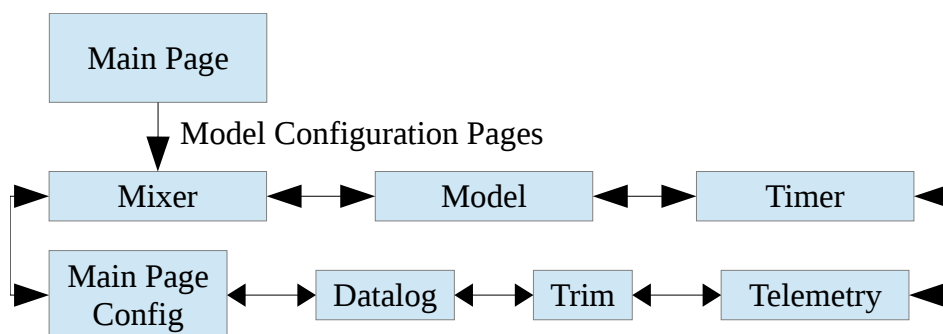 Main Page
Model Configuration Pages
Mixer
Model
Timer
Main Page
Config
Datalog
Trim
Telemetry